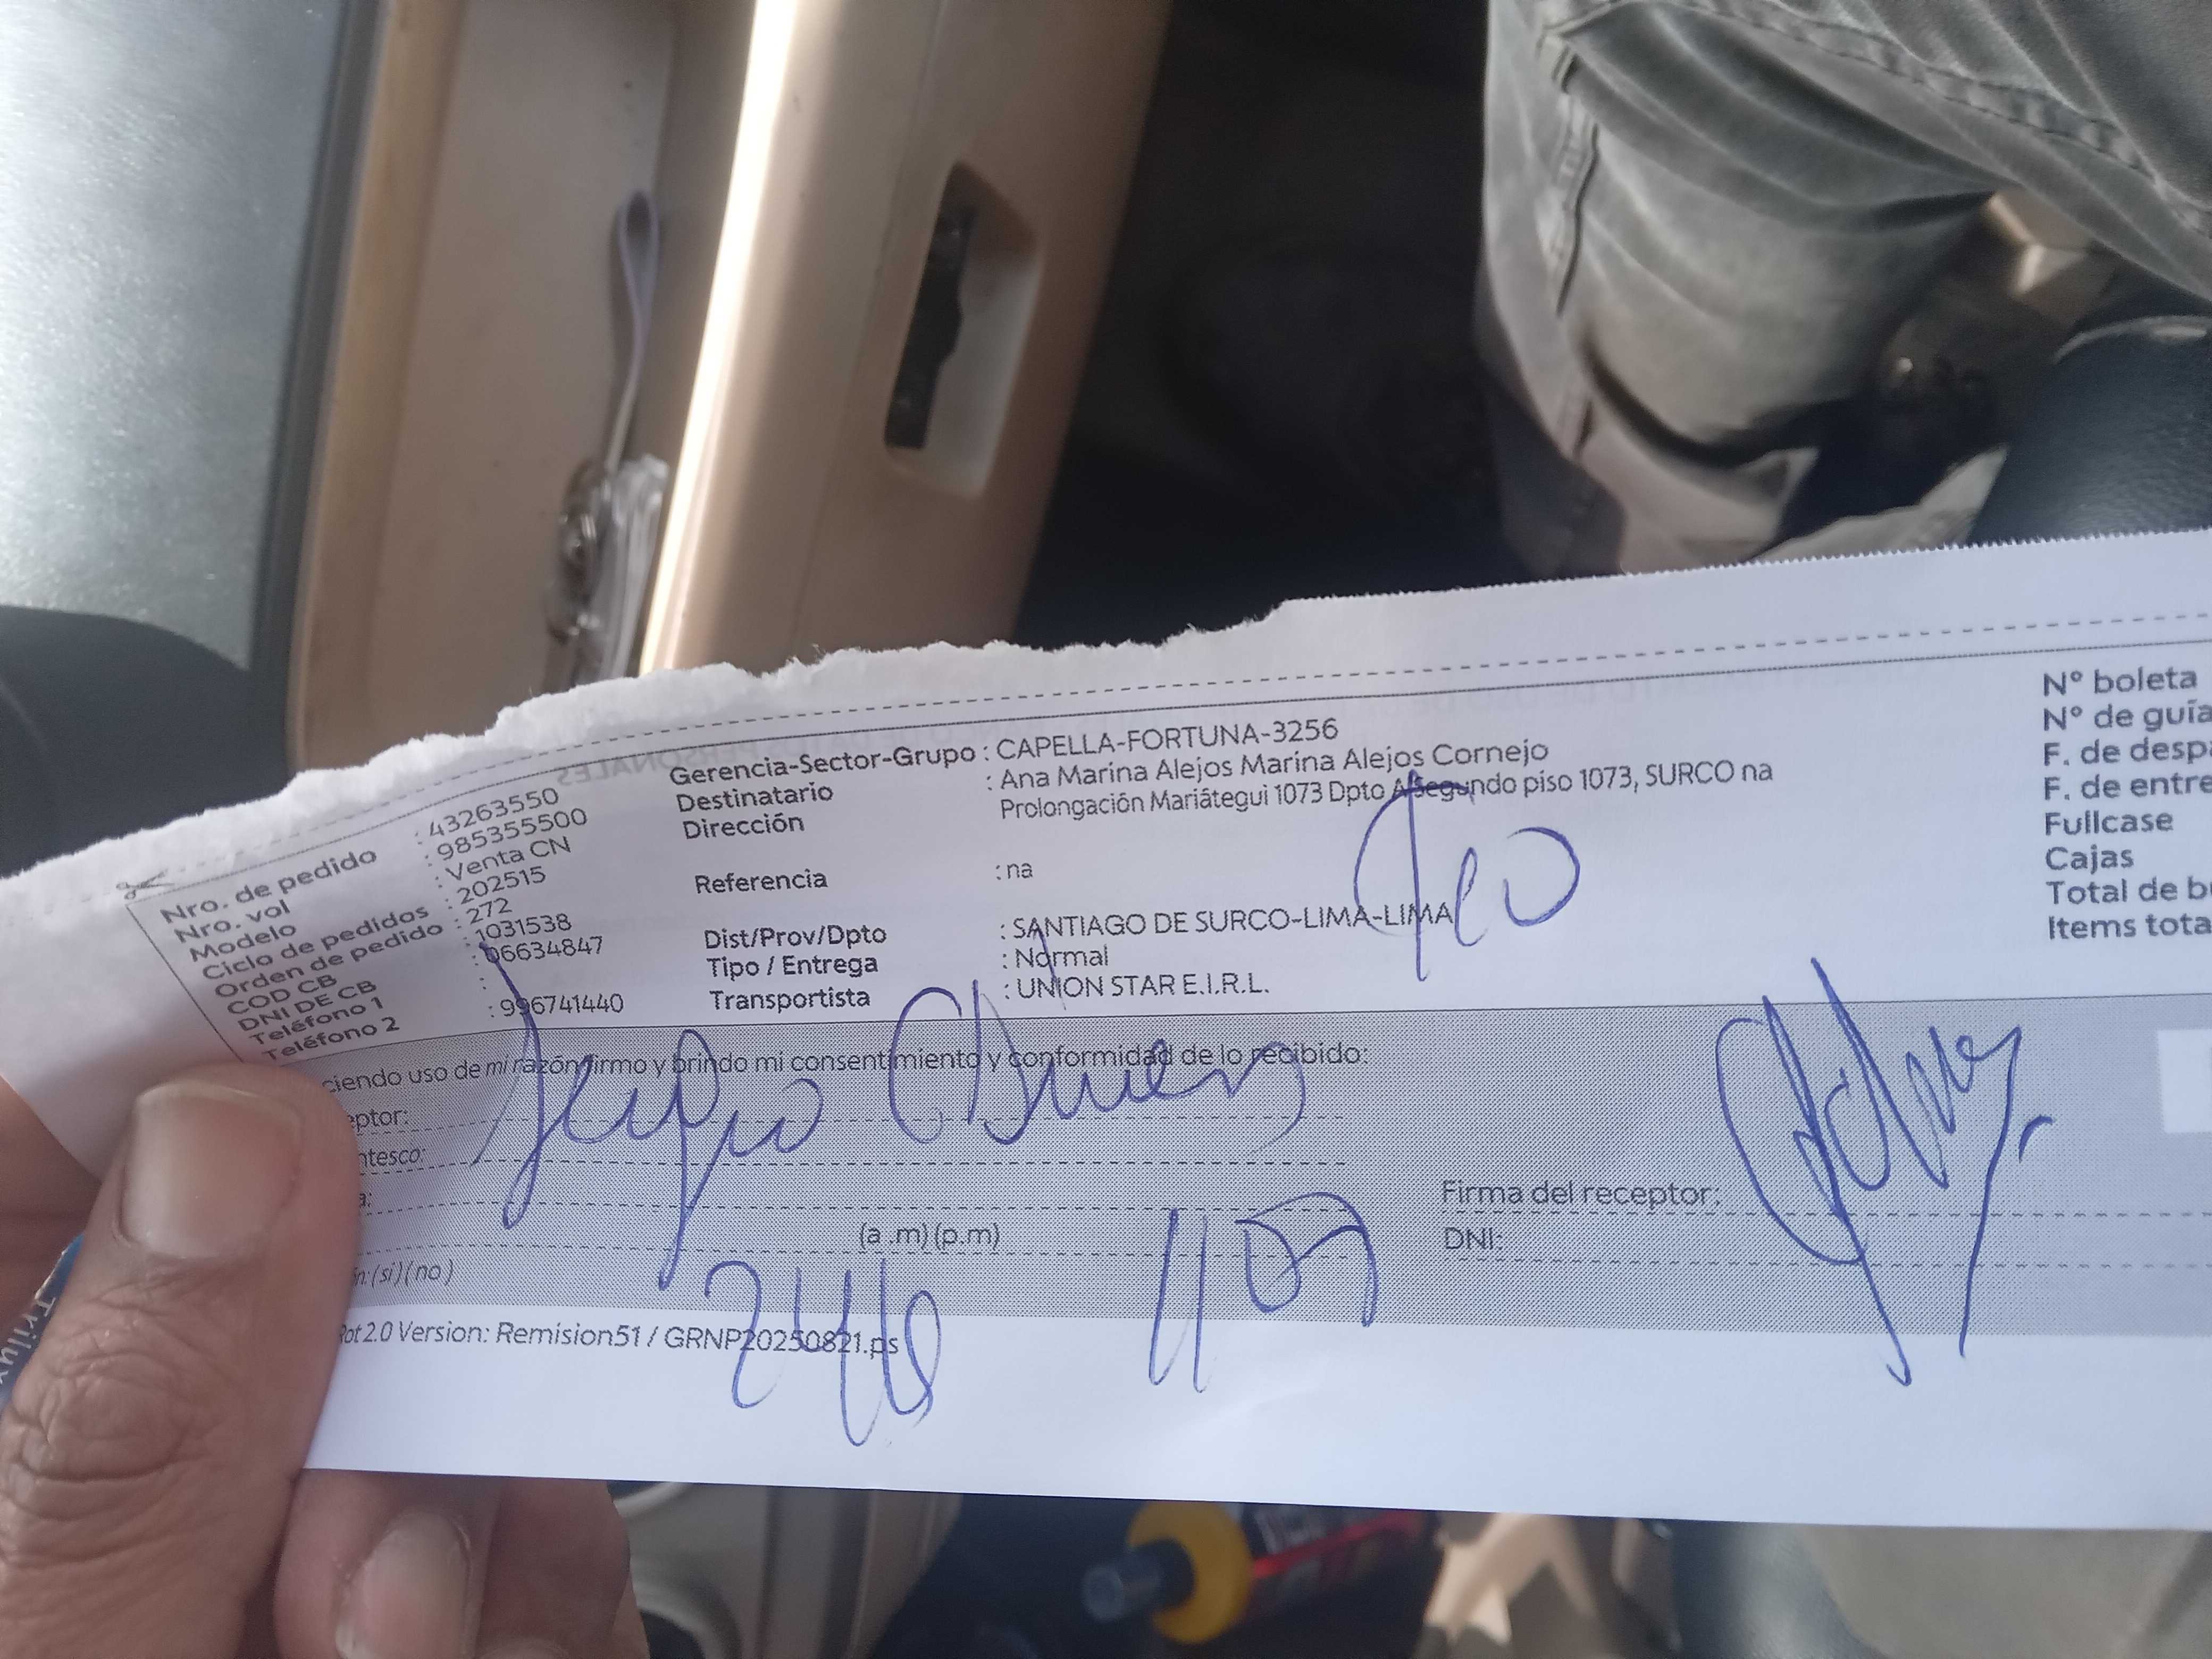 Nro. de pedido : 43263550
Nro. vol : 985355500
Modelo : Venta CN
Ciclo de pedidos : 202515
Orden de pedido : 272
COD CB : 1031538
DNI DE CB : 06634847
Teléfono 1 :
Teléfono 2 : 996741440
Gerencia-Sector-Grupo : CAPELLA-FORTUNA-3256
Destinatario : Ana Marina Alejos Marina Alejos Cornejo
Dirección Prolongación Mariátegui 1073 Dpto A Segundo piso 1073, SURCO na
Referencia : na
Dist/Prov/Dpto : SANTIAGO DE SURCO-LIMA-LIMA
Tipo / Entrega : Normal
Transportista : UNION STAR E.I.R.L.
N° boleta
N° de guía
F. de despa
F. de entre
Fullcase
Cajas
Total de b
Items tota
ciendo uso de mi razón firmo y brindo mi consentimiento y conformidad de lo recibido:
eptor: Sergio
ntesco:
a:
(a .m) (p.m)
n: (si) (no)
Firma del receptor:
DNI:
Rot 2.0 Version: Remision51 / GRNP20250821.ps